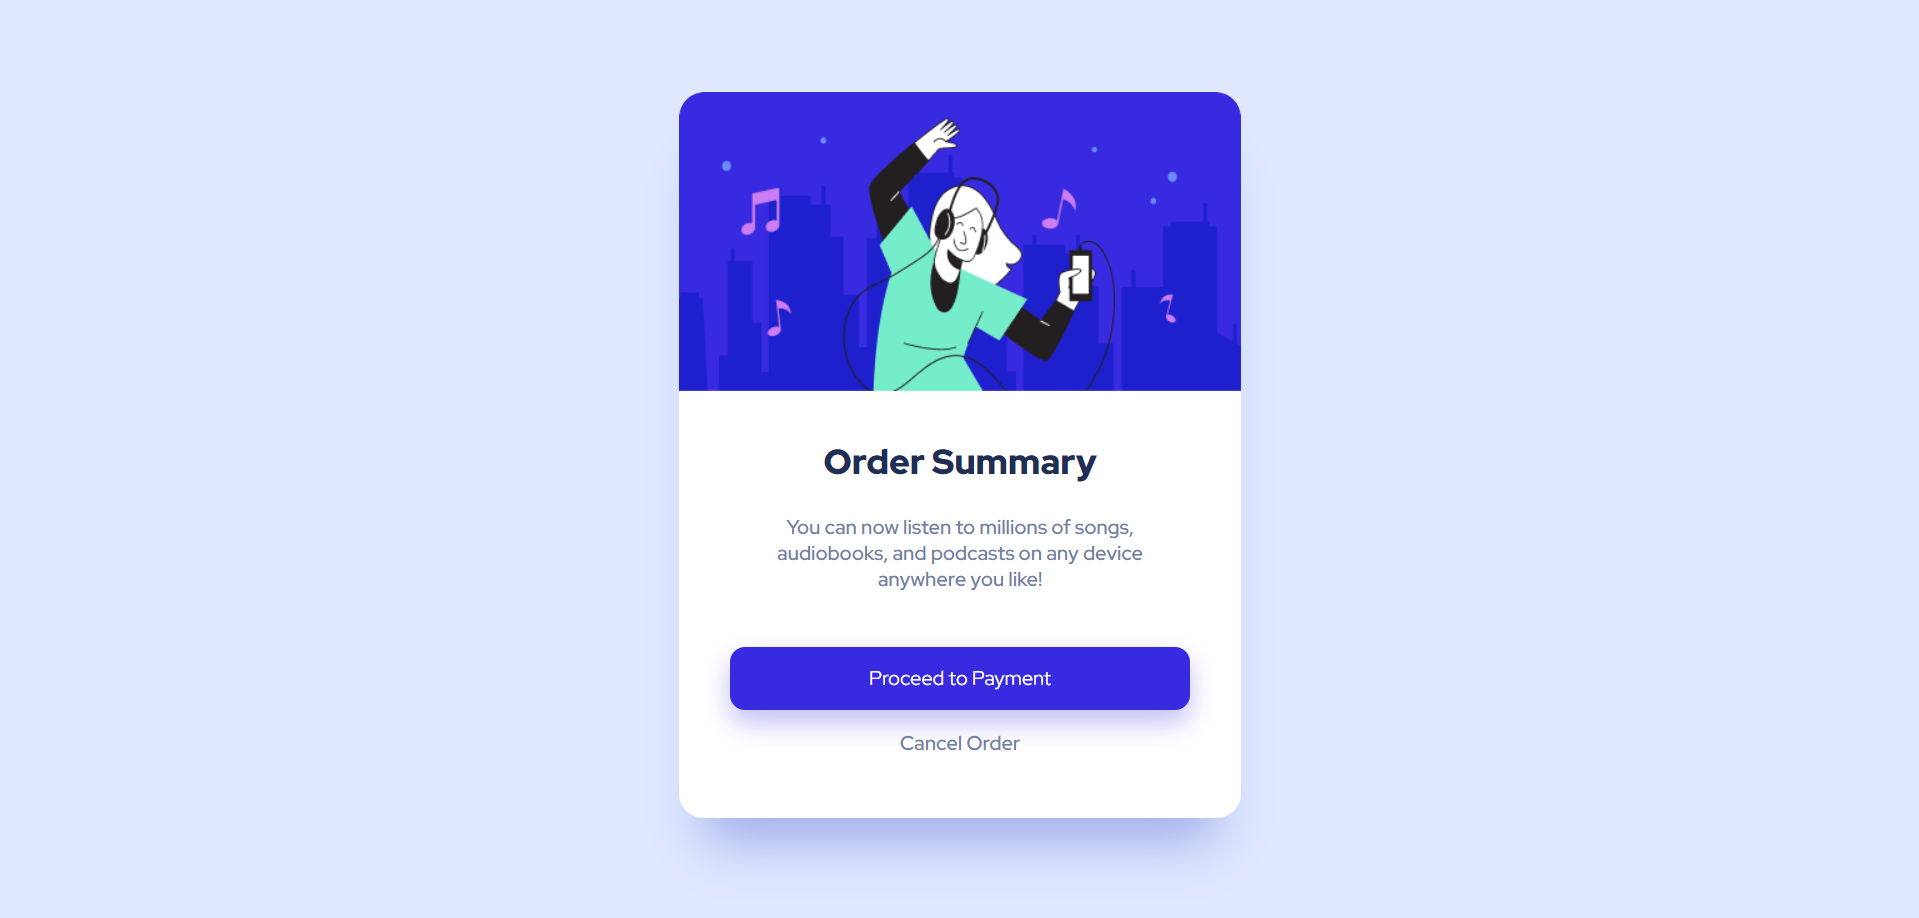 Order Summary
You can now listen to millions of songs,
audiobooks, and podcasts on any device
anywhere you like!
Proceed to Payment
Cancel Order